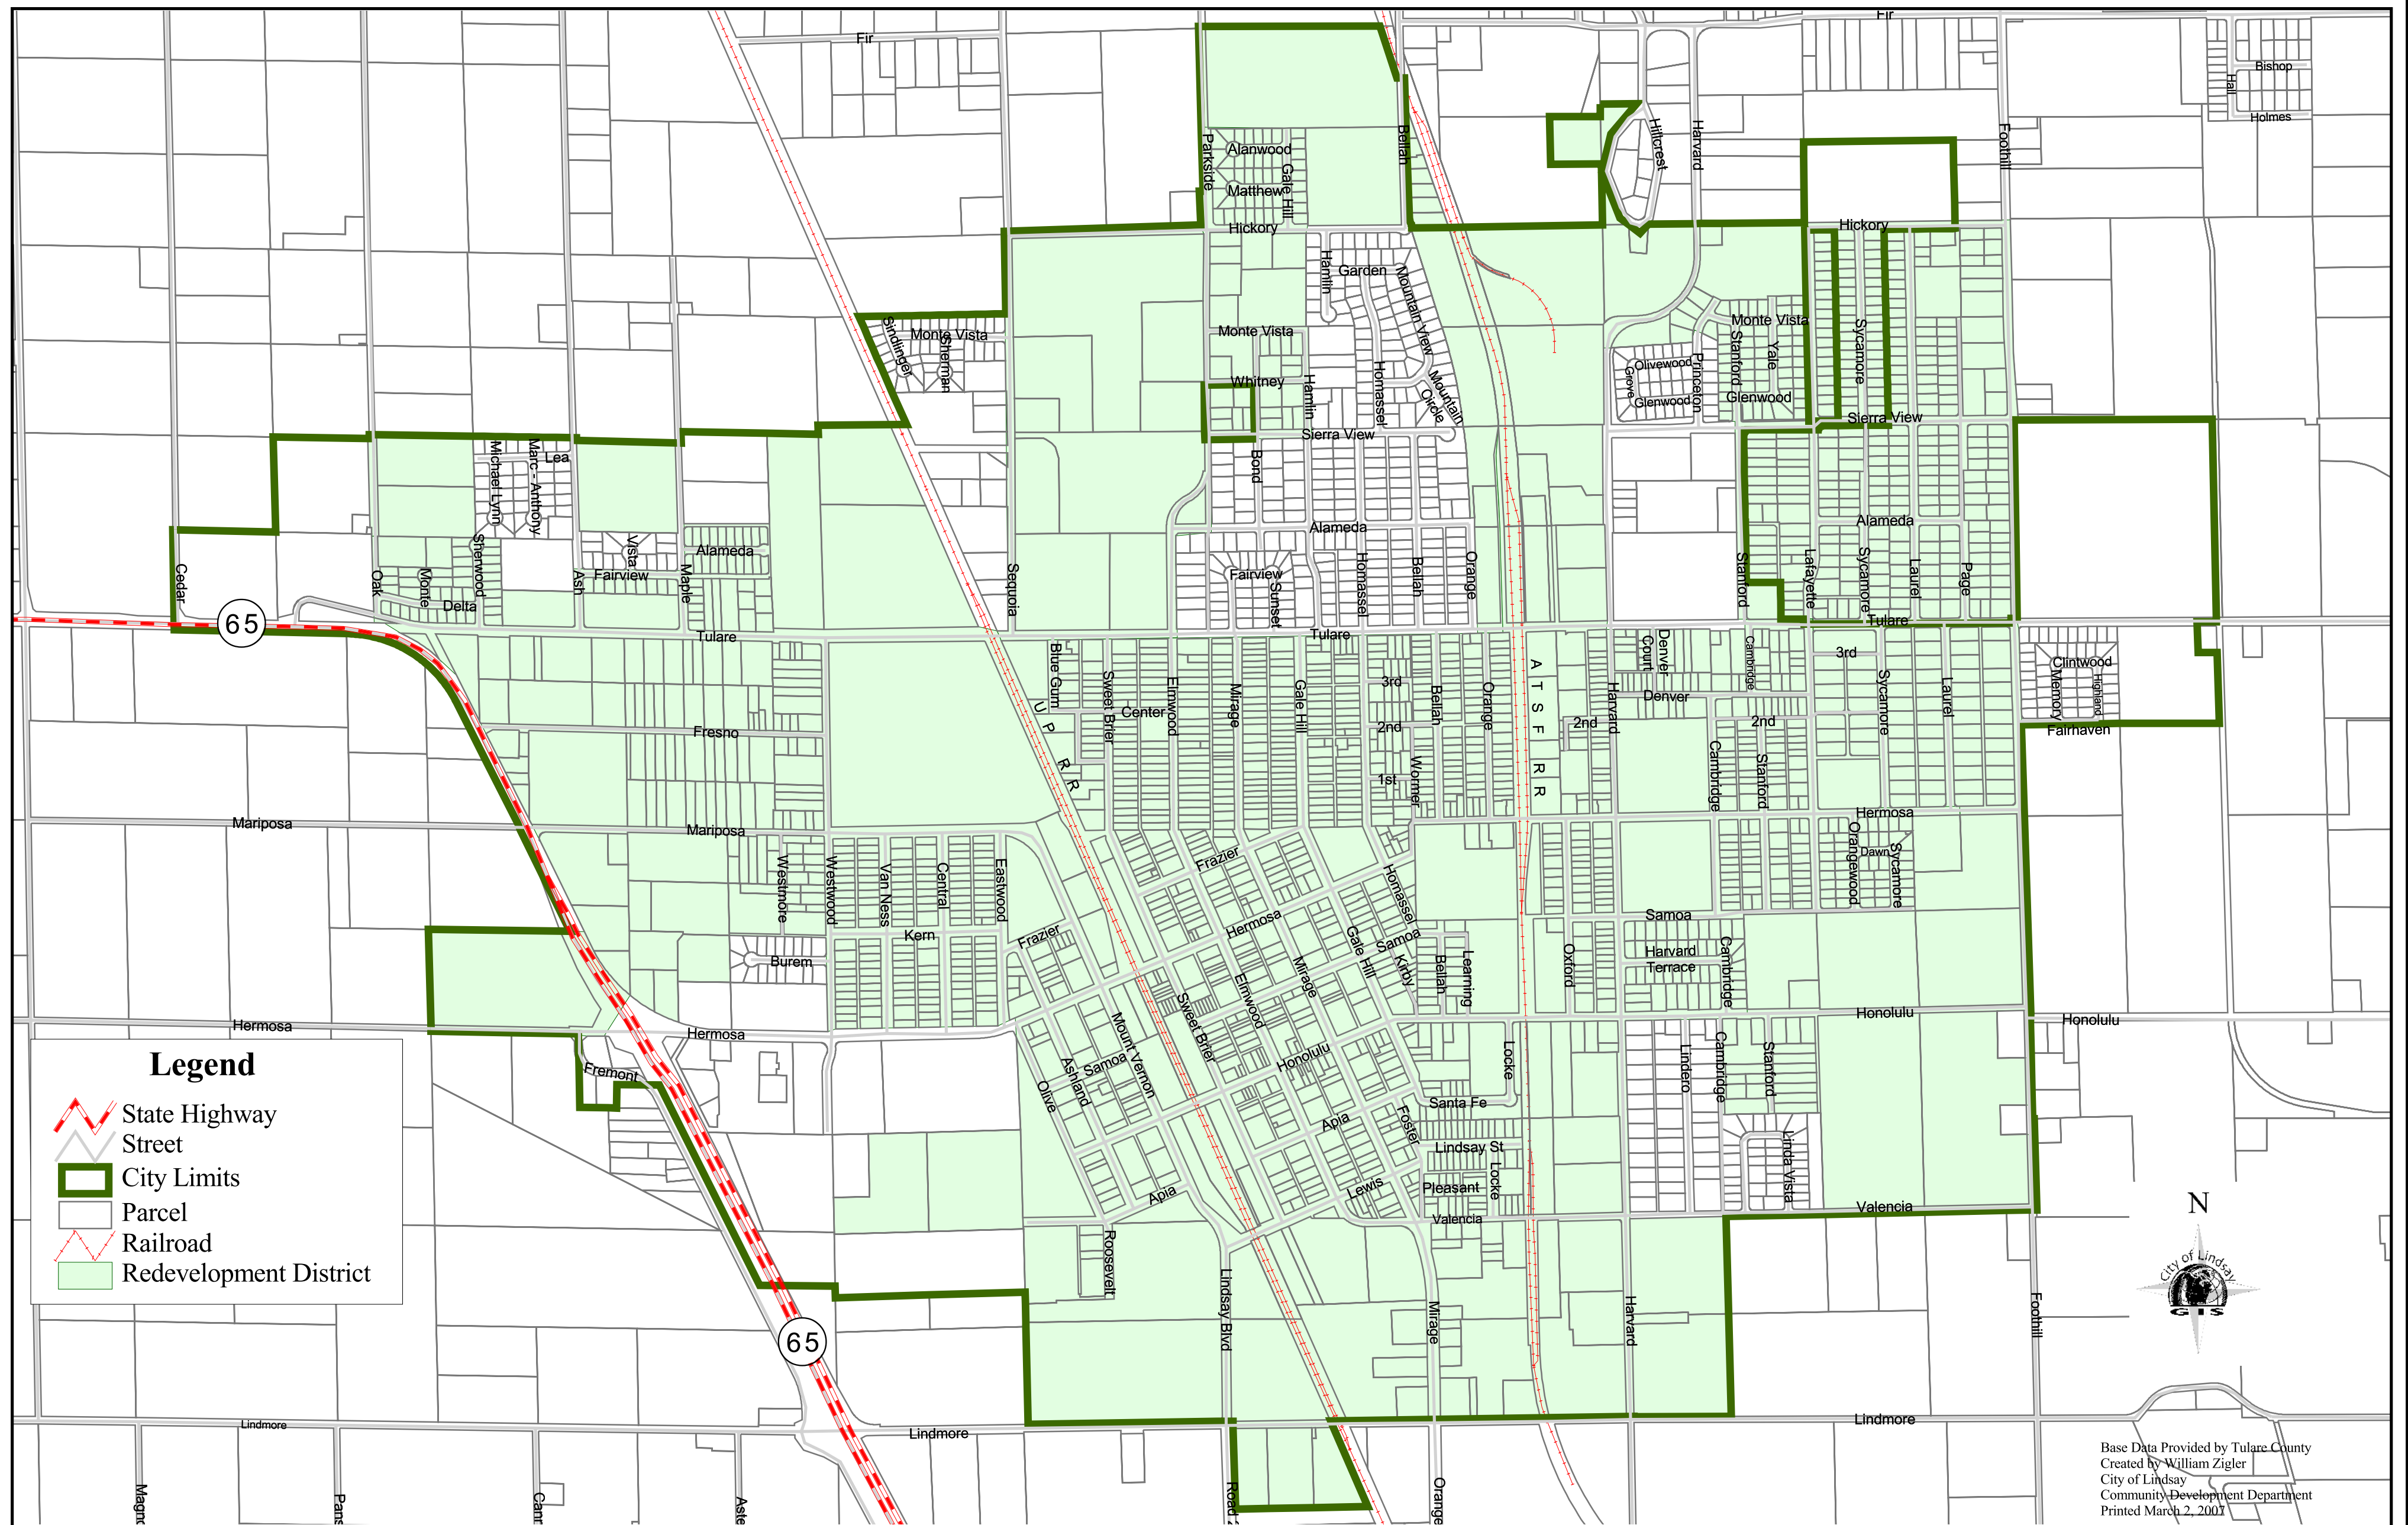 Fir
Fir
Bishop
Hall
Holmes
Parkside
Alanwood
Gale Hill
Matthew
Bellah
Hillcrest
Harvard
Foothill
Hickory
Hickory
Hamlin
Garden
Mountain View
Sindlinger
Monte Vista
Sherman
Monte Vista
Monte Vista
Stanford
Yale
Sycamore
Whitney
Hamlin
Homassel
Mountain
Circle
Olivewood
Grove
Princeton
Glenwood
Glenwood
Sierra View
Sierra View
Michael Lynn
Marc - Anthony
Lea
Bond
Alameda
Alameda
Alameda
Cedar
Oak
Monte
Sherwood
Delta
Ash
Vista
Fairview
Maple
Sequoia
Fairview
Sunset
Homassel
Bellah
Orange
Stanford
Lafayette
Sycamore
Laurel
Page
65
Tulare
Tulare
Tulare
Blue Gum
Sweet Brier
Center
Elmwood
Mirage
Gale Hill
3rd
2nd
1st
Bellah
Wormer
Orange
A T S F R R
U P R R
2nd
Harvard
Denver
Court
Denver
Cambridge
3rd
2nd
Cambridge
Stanford
Sycamore
Laurel
Clintwood
Memory
Highland
Fairhaven
Fresno
Mariposa
Mariposa
Hermosa
Westmore
Westwood
Van Ness
Central
Eastwood
Kern
Burem
Frazier
Frazier
Hermosa
Homassel
Samoa
Gale Hill
Kirby
Bellah
Learning
Orangewood
Dawn
Sycamore
Samoa
Harvard
Terrace
Cambridge
Oxford
Mirage
Elmwood
Sweet Brier
Mount Vernon
Honolulu
Honolulu
Honolulu
Hermosa
Hermosa
Fremont
Samoa
Ashland
Olive
Locke
Santa Fe
Foster
Apia
Lindsay St
Locke
Pleasant
Lewis
Valencia
Valencia
Apia
Roosevelt
Lindsay Blvd
Mirage
Harvard
Lindero
Cambridge
Stanford
Linda Vista
Foothill
Legend
State Highway
Street
City Limits
Parcel
Railroad
Redevelopment District
N
City of Lindsay
GIS
65
Lindmore
Lindmore
Lindmore
Orange
Base Data Provided by Tulare County
Created by William Zigler
City of Lindsay
Community Development Department
Printed March 2, 2007